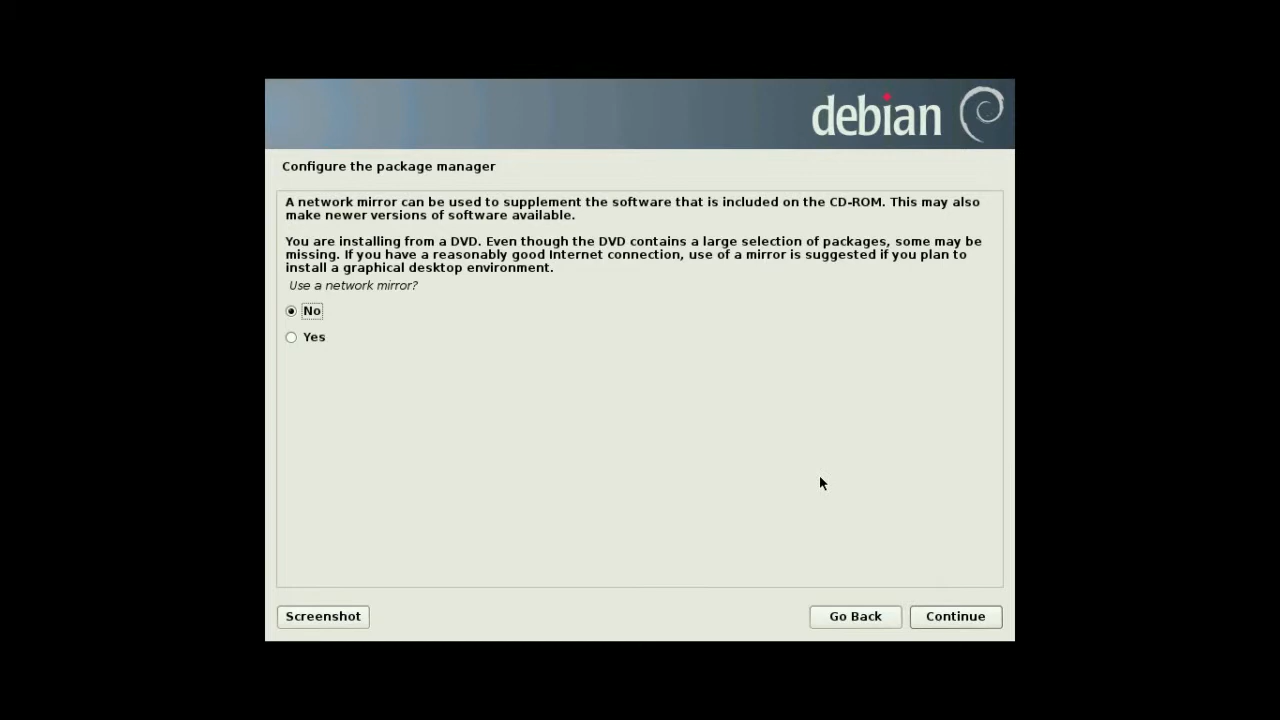 debian
Configure the package manager
A network mirror can be used to supplement the software that is included on the CD-ROM. This may also
make newer versions of software available.
You are installing from a DVD. Even though the DVD contains a large selection of packages, some may be
missing. If you have a reasonably good Internet connection, use of a mirror is suggested if you plan to
install a graphical desktop environment.
Use a network mirror?
No
Yes
Screenshot
Go Back
Continue